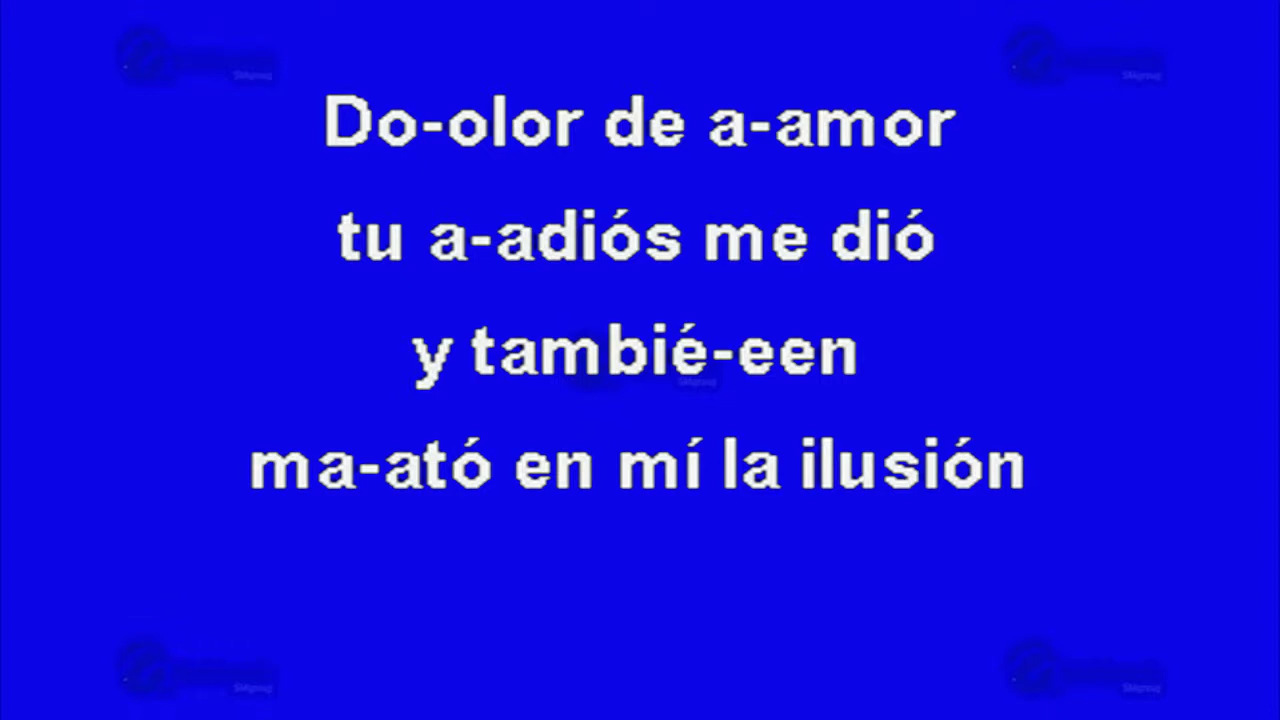 Do-olor de a-amor
tu a-adiós me dió
y tambié-een
ma-ató en mí la ilusión